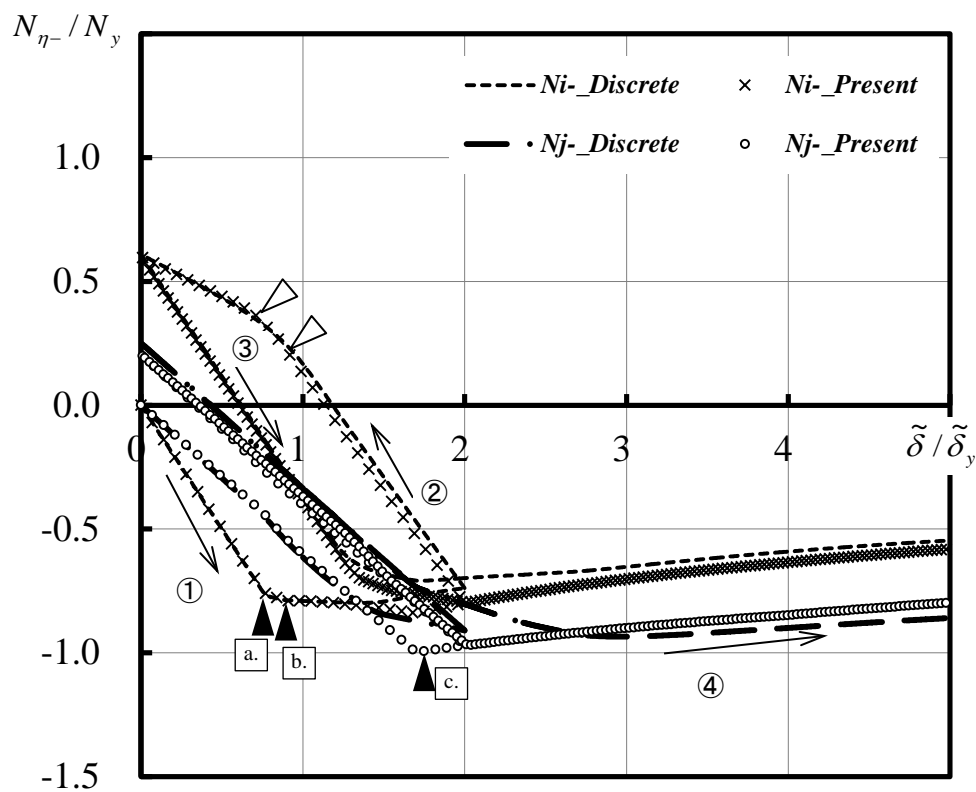 N_{η−} / N_y
Ni-_Discrete × Ni-_Present
Nj-_Discrete Nj-_Present
1.0
0.5
③
0.0
0 1 2 3 4 δ̃ / δ̃_y
②
-0.5
①
a. b. c.
-1.0
④
-1.5